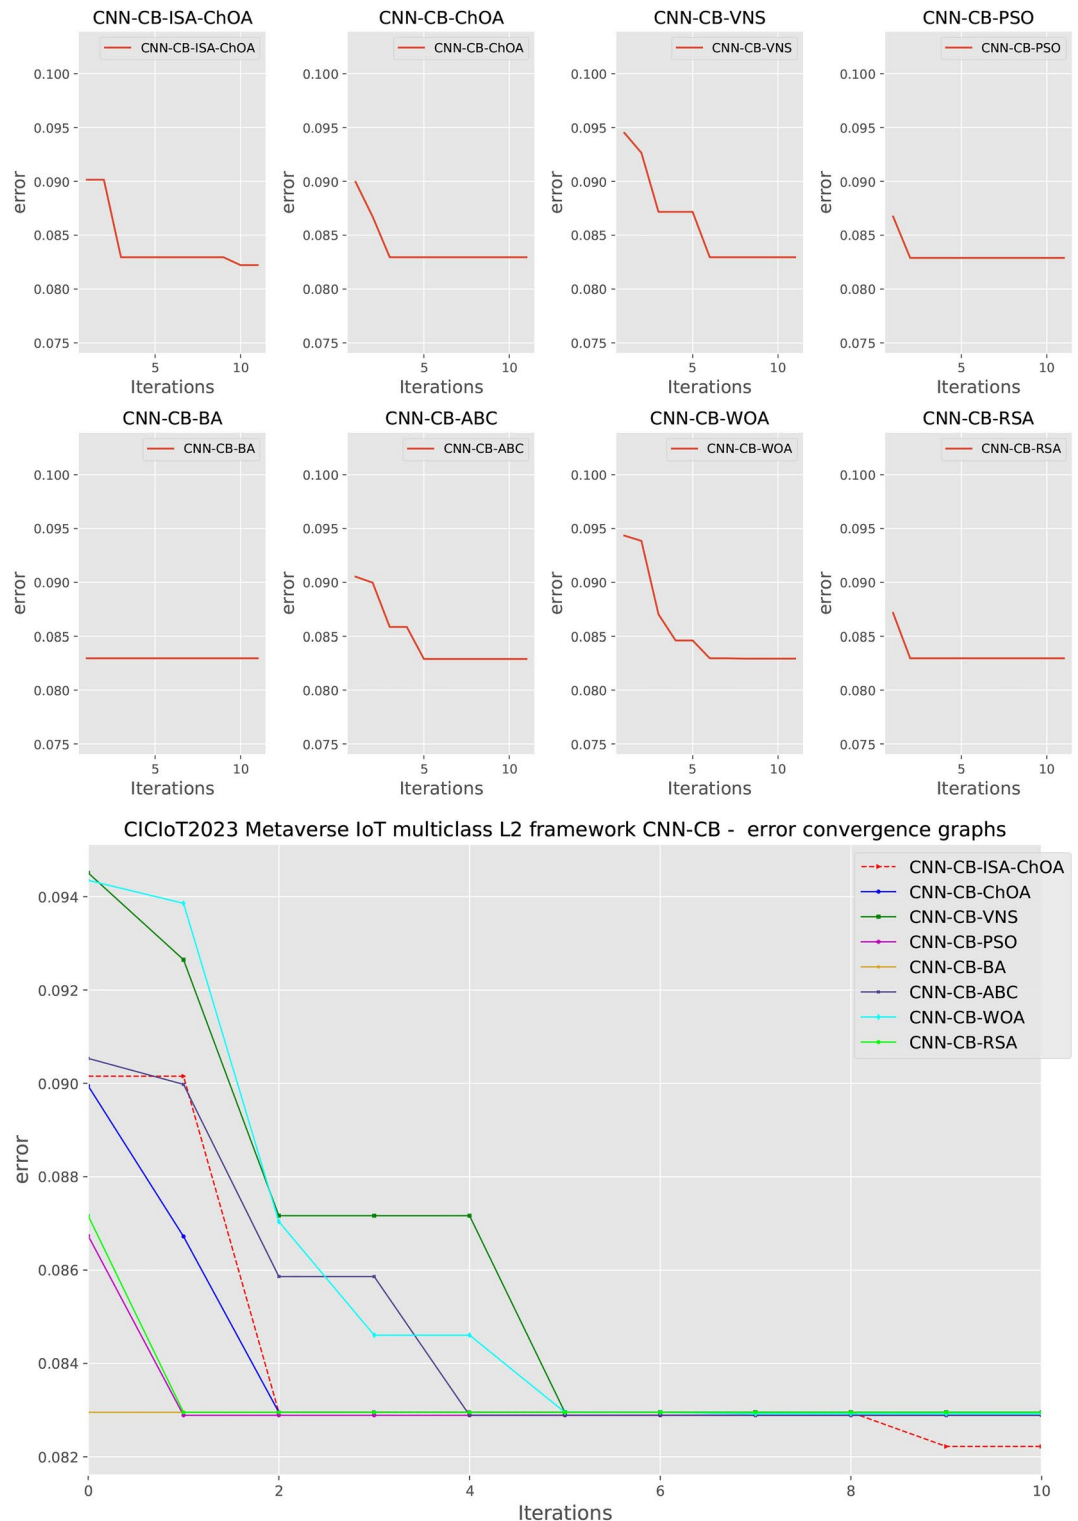 CNN-CB-ISA-ChOA
CNN-CB-ChOA
CNN-CB-VNS
CNN-CB-PSO
CNN-CB-ISA-ChOA
0.100
0.095
0.090
0.085
0.080
0.075
error
5
10
Iterations
CNN-CB-ChOA
0.100
0.095
0.090
0.085
0.080
0.075
error
5
10
Iterations
CNN-CB-VNS
0.100
0.095
0.090
0.085
0.080
0.075
error
5
10
Iterations
CNN-CB-PSO
0.100
0.095
0.090
0.085
0.080
0.075
error
5
10
Iterations
CNN-CB-BA
CNN-CB-ABC
CNN-CB-WOA
CNN-CB-RSA
CNN-CB-BA
0.100
0.095
0.090
0.085
0.080
0.075
error
5
10
Iterations
CNN-CB-ABC
0.100
0.095
0.090
0.085
0.080
0.075
error
5
10
Iterations
CNN-CB-WOA
0.100
0.095
0.090
0.085
0.080
0.075
error
5
10
Iterations
CNN-CB-RSA
0.100
0.095
0.090
0.085
0.080
0.075
error
5
10
Iterations
CICIoT2023 Metaverse IoT multiclass L2 framework CNN-CB - error convergence graphs
CNN-CB-ISA-ChOA
CNN-CB-ChOA
CNN-CB-VNS
CNN-CB-PSO
CNN-CB-BA
CNN-CB-ABC
CNN-CB-WOA
CNN-CB-RSA
0.094
0.092
0.090
0.088
0.086
0.084
0.082
error
0
2
4
6
8
10
Iterations